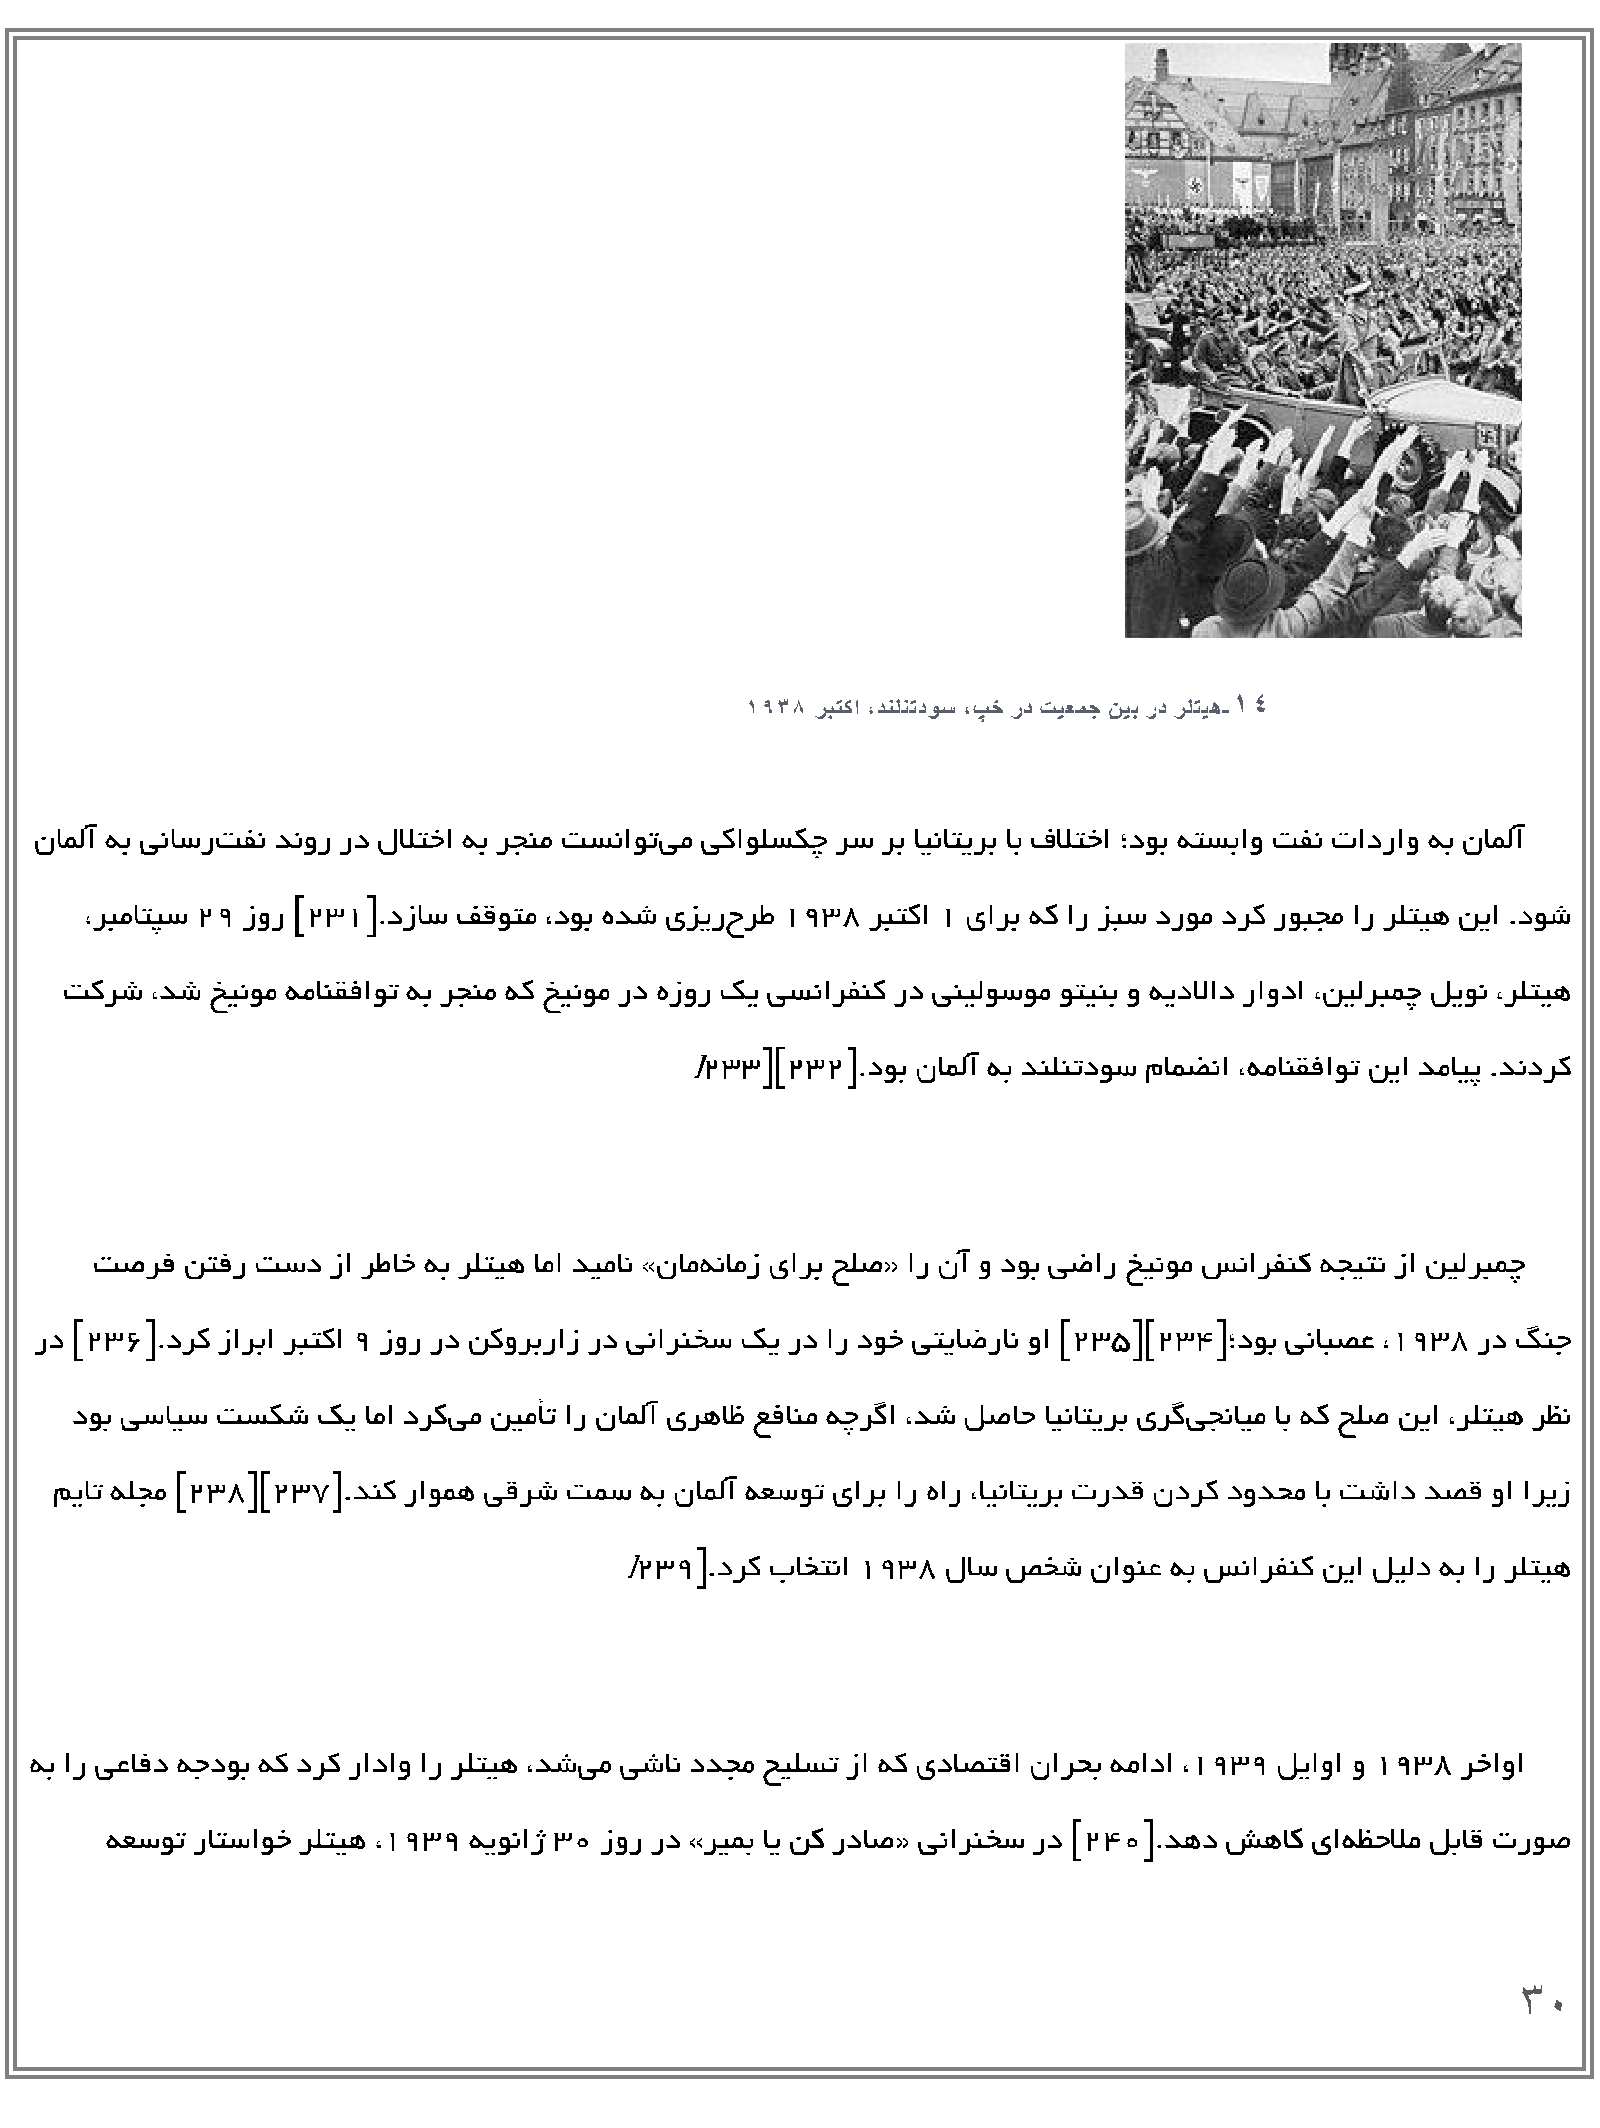 ١٤-هیتلر در بین جمعیت در خب، سودتنلند، اکتبر ۱۹۳۸
آلمان به واردات نفت وابسته بود؛ اختلاف با بریتانیا بر سر چکسلواکی می‌توانست منجر به اختلال در روند نفت‌رسانی به آلمان
شود. این هیتلر را مجبور کرد مورد سبز را که برای ۱ اکتبر ۱۹۳۸ طرح‌ریزی شده بود، متوقف سازد.[۲۳۱] روز ۲۹ سپتامبر،
هیتلر، نویل چمبرلین، ادوار دالادیه و بنیتو موسولینی در کنفرانسی یک روزه در مونیخ که منجر به توافقنامه مونیخ شد، شرکت
کردند. پیامد این توافقنامه، انضمام سودتنلند به آلمان بود.[۲۳۲][۲۳۳/
چمبرلین از نتیجه کنفرانس مونیخ راضی بود و آن را «صلح برای زمانه‌مان» نامید اما هیتلر به خاطر از دست رفتن فرصت
جنگ در ۱۹۳۸، عصبانی بود؛[۲۳۴][۲۳۵] او نارضایتی خود را در یک سخنرانی در زاربروکن در روز ۹ اکتبر ابراز کرد.[۲۳۶] در
نظر هیتلر، این صلح که با میانجی‌گری بریتانیا حاصل شد، اگرچه منافع ظاهری آلمان را تأمین می‌کرد اما یک شکست سیاسی بود
زیرا او قصد داشت با محدود کردن قدرت بریتانیا، راه را برای توسعه آلمان به سمت شرقی هموار کند.[۲۳۷][۲۳۸] مجله تایم
هیتلر را به دلیل این کنفرانس به عنوان شخص سال ۱۹۳۸ انتخاب کرد.[۲۳۹/
اواخر ۱۹۳۸ و اوایل ۱۹۳۹، ادامه بحران اقتصادی که از تسلیح مجدد ناشی می‌شد، هیتلر را وادار کرد که بودجه دفاعی را به
صورت قابل ملاحظه‌ای کاهش دهد.[۲۴۰] در سخنرانی «صادر کن یا بمیر» در روز ۳۰ ژانویه ۱۹۳۹، هیتلر خواستار توسعه
۳۰